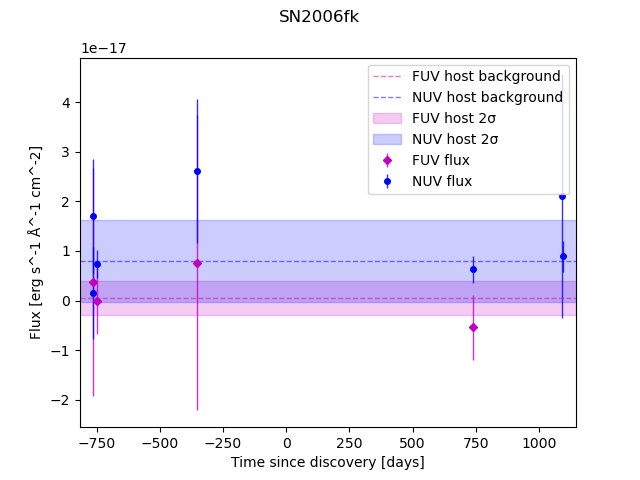 SN2006fk
1e−17
FUV host background
NUV host background
FUV host 2σ
NUV host 2σ
FUV flux
NUV flux
4
3
2
1
0
−1
−2
Flux [erg s^-1 Å^-1 cm^-2]
−750 −500 −250 0 250 500 750 1000
Time since discovery [days]